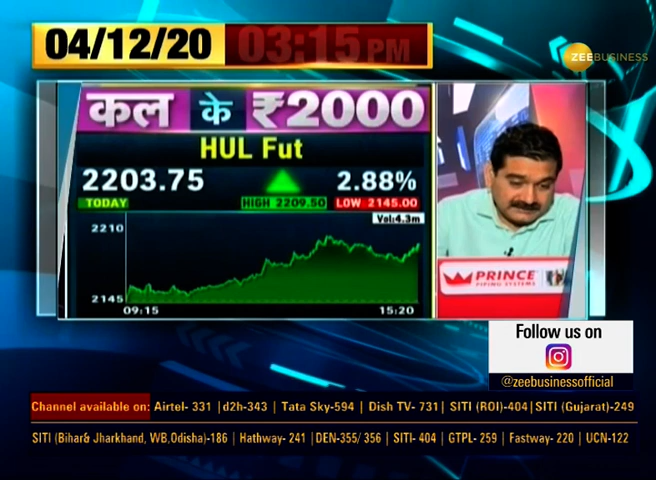 04/12/20 03:15 PM
ZEEBUSINESS
कल के ₹2000
HUL Fut
2203.75 2.88%
TODAY HIGH 2209.50 LOW 2145.00
Vol:4.3m
2210
2145
09:15 15:20
PRINCE
PIPING SYSTEMS
Follow us on
@zeebusinessofficial
Channel available on: Airtel- 331 |d2h-343 | Tata Sky-594 | Dish TV- 731| SITI (ROI)-404|SITI (Gujarat)-249
SITI (Bihar& Jharkhand, WB,Odisha)-186 | Hathway- 241 |DEN-355/ 356 | SITI- 404 | GTPL- 259 | Fastway- 220 | UCN-122